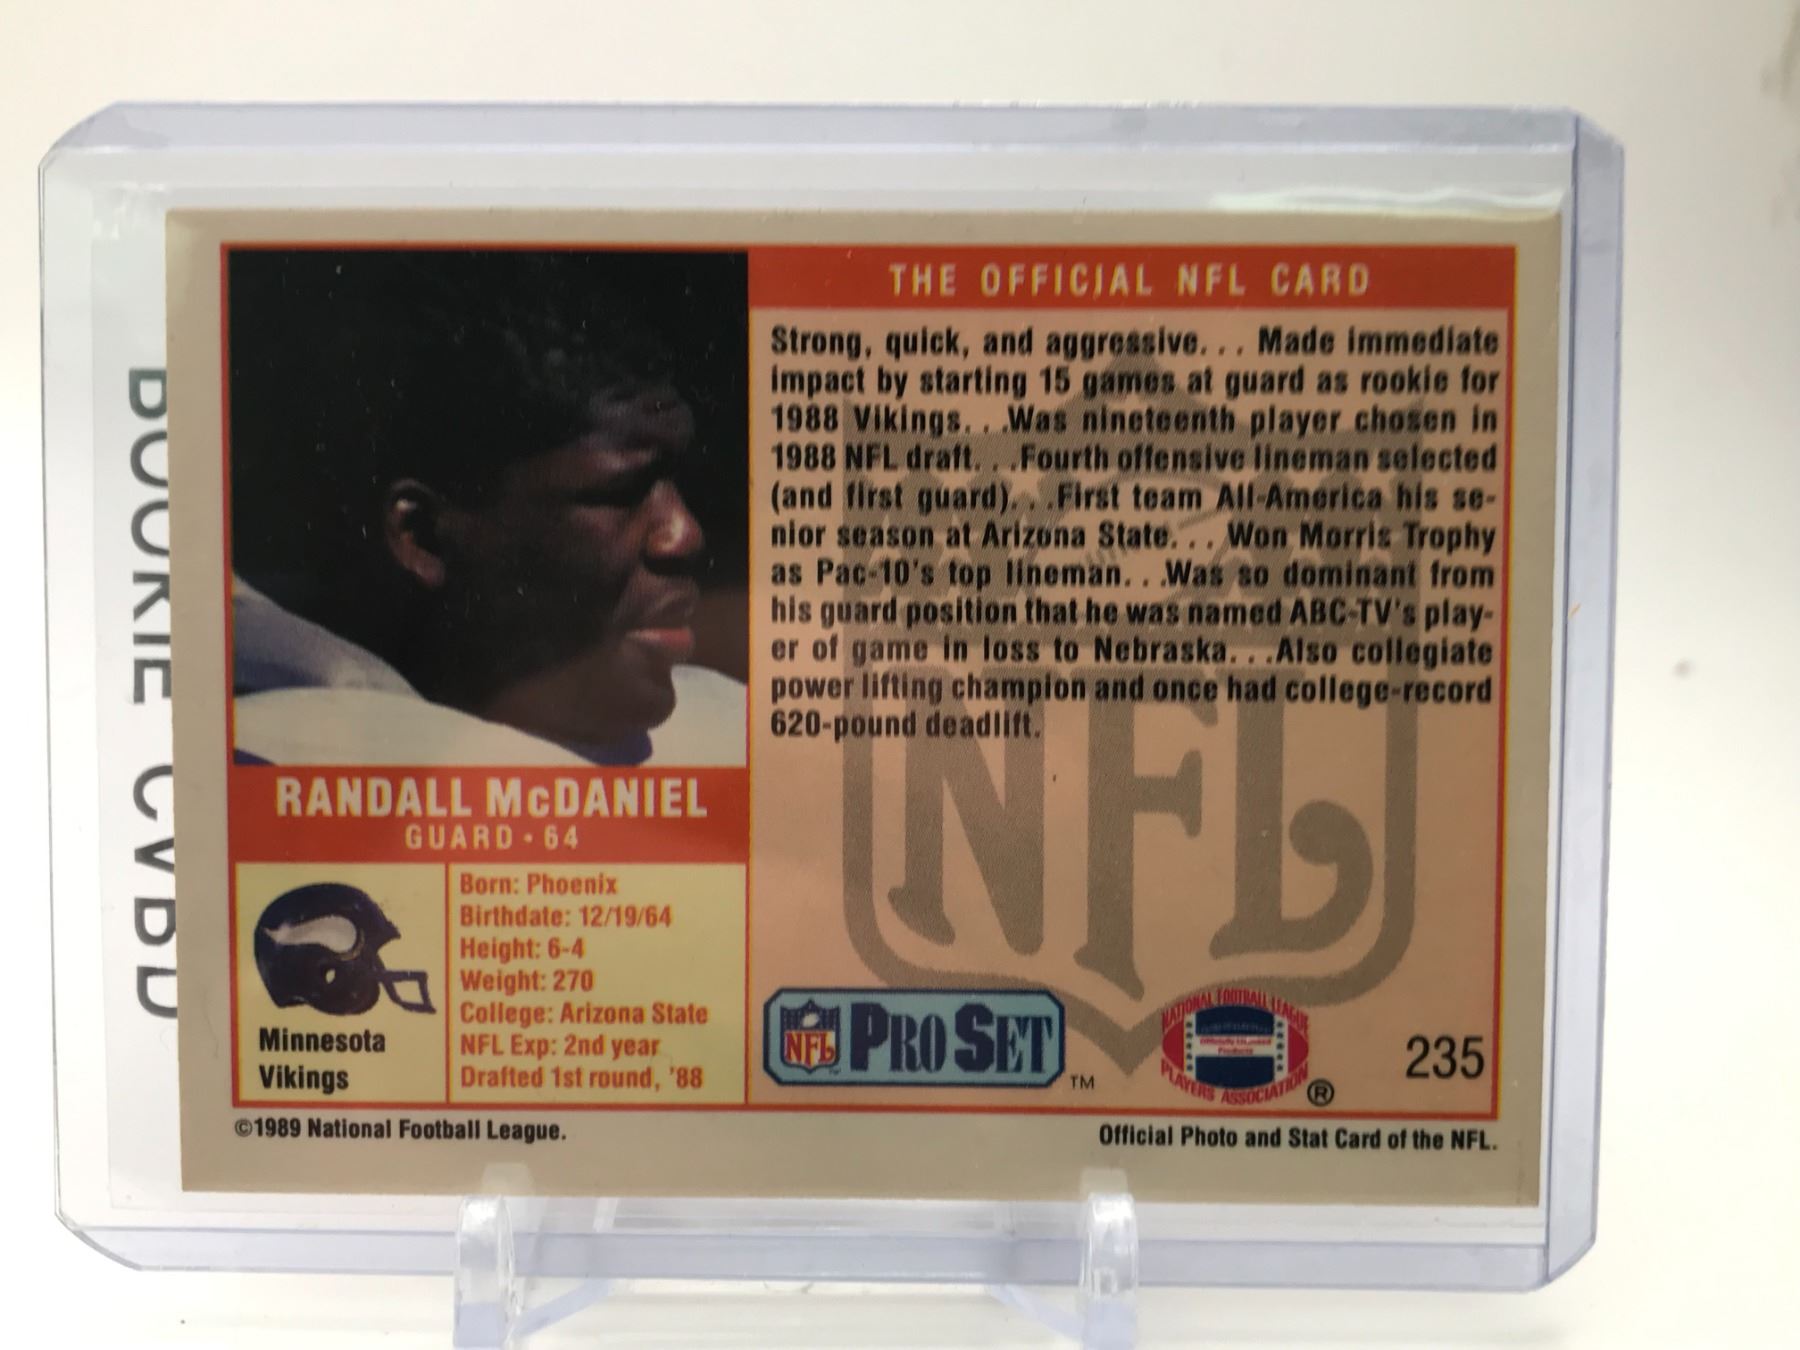 ROOKIE CARD
THE OFFICIAL NFL CARD
Strong, quick, and aggressive. . . Made immediate
impact by starting 15 games at guard as rookie for
1988 Vikings. . .Was nineteenth player chosen in
1988 NFL draft. . .Fourth offensive lineman selected
(and first guard). . .First team All-America his se-
nior season at Arizona State. . . Won Morris Trophy
as Pac-10's top lineman. . .Was so dominant from
his guard position that he was named ABC-TV's play-
er of game in loss to Nebraska. . .Also collegiate
power lifting champion and once had college-record
620-pound deadlift.
NFL
RANDALL McDANIEL
GUARD • 64
Minnesota
Vikings
Born: Phoenix
Birthdate: 12/19/64
Height: 6-4
Weight: 270
College: Arizona State
NFL Exp: 2nd year
Drafted 1st round, '88
NFL PRO SET TM
NATIONAL FOOTBALL LEAGUE
Officially Licensed
Product
PLAYERS ASSOCIATION ®
235
©1989 National Football League.
Official Photo and Stat Card of the NFL.